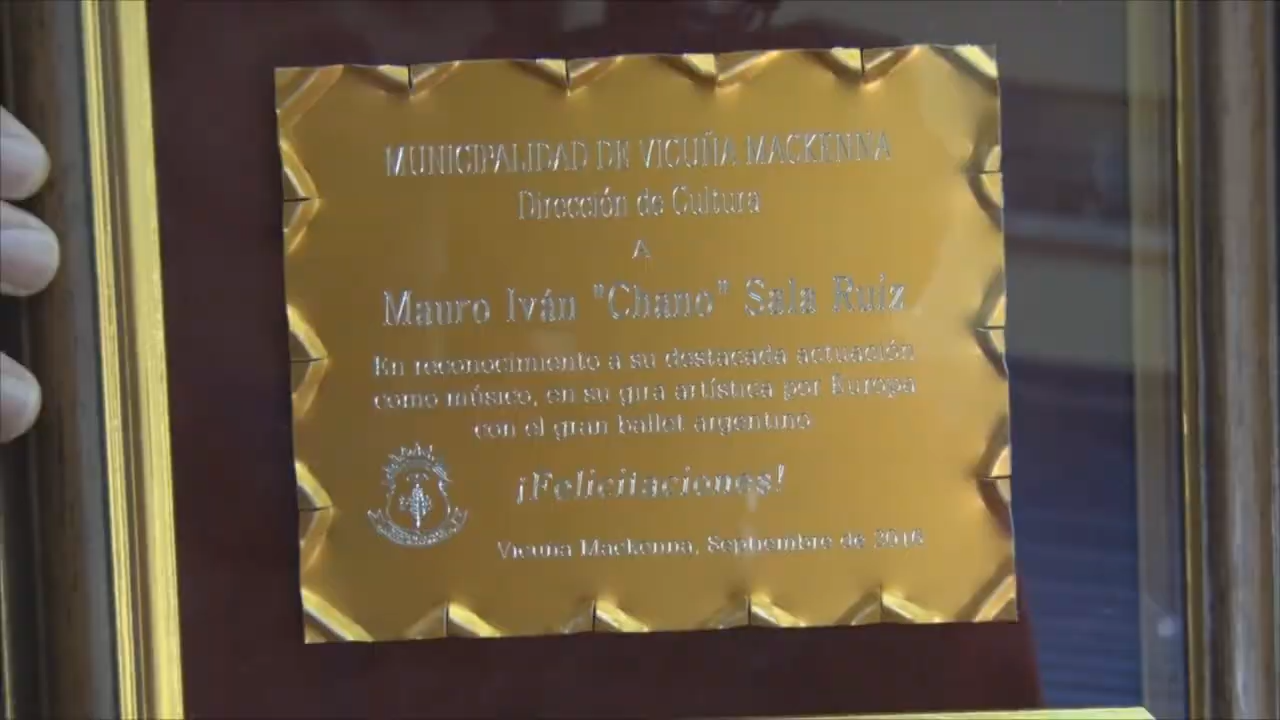 MUNICIPALIDAD DE VICUÑA MACKENNA
Dirección de Cultura
A
Mauro Iván "Chano" Sala Ruiz
En reconocimiento a su destacada actuación
como músico, en su gira artística por Europa
con el gran ballet argentino
¡Felicitaciones!
Vicuña Mackenna, Septiembre de 2016